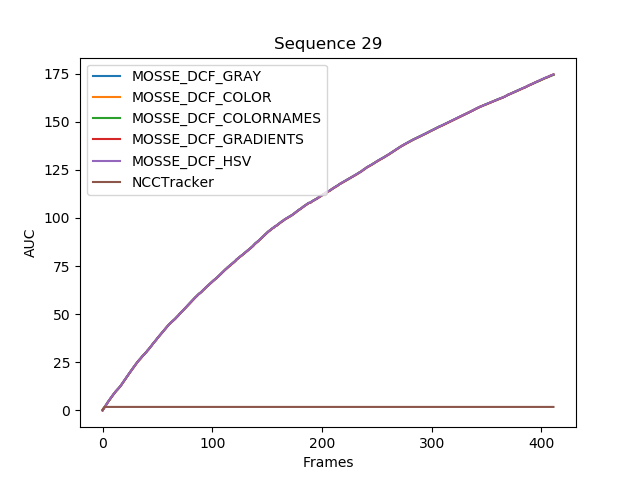 Sequence 29
175
150
125
100
75
50
25
0
AUC
MOSSE_DCF_GRAY
MOSSE_DCF_COLOR
MOSSE_DCF_COLORNAMES
MOSSE_DCF_GRADIENTS
MOSSE_DCF_HSV
NCCTracker
0 100 200 300 400
Frames